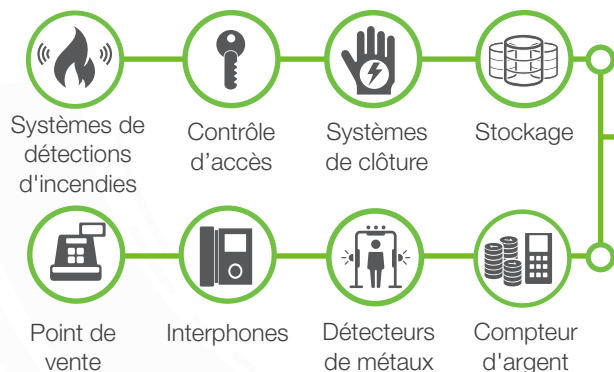 Systèmes de
détections
d'incendies
Contrôle
d’accès
Systèmes
de clôture
Stockage
Point de
vente
Interphones
Détecteurs
de métaux
Compteur
d'argent